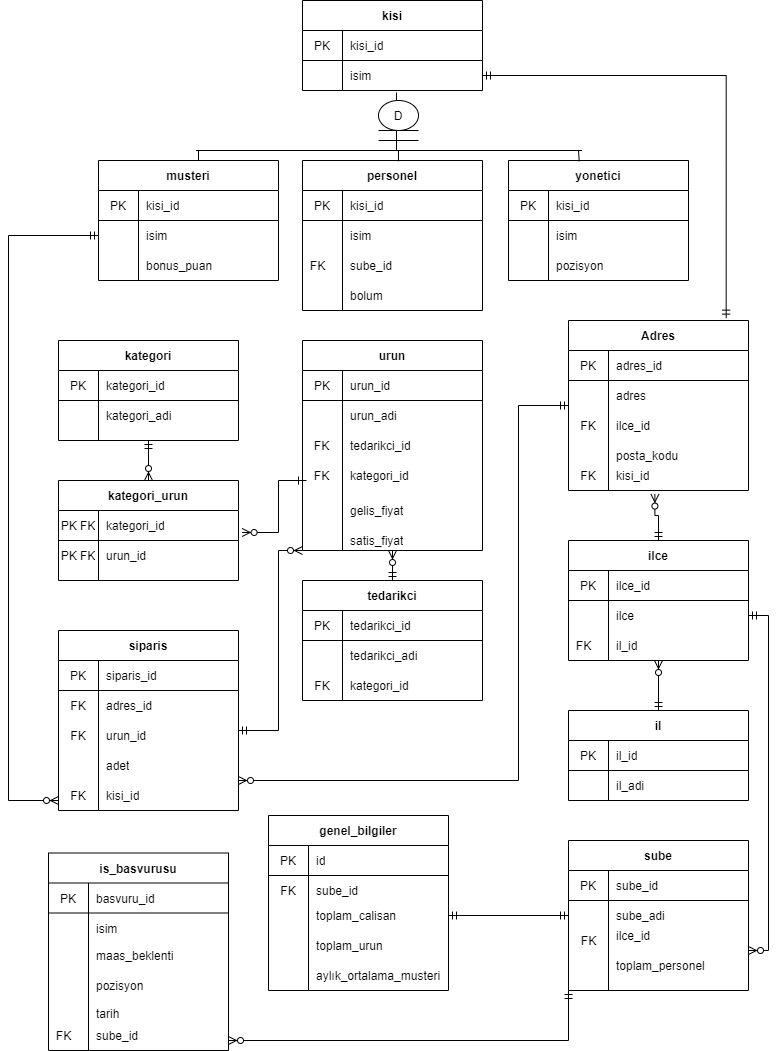 kisi
PK kisi_id
isim
D
musteri
PK kisi_id
isim
bonus_puan
personel
PK kisi_id
isim
FK sube_id
bolum
yonetici
PK kisi_id
isim
pozisyon
kategori
PK kategori_id
kategori_adi
urun
PK urun_id
urun_adi
FK tedarikci_id
FK kategori_id
gelis_fiyat
satis_fiyat
Adres
PK adres_id
adres
FK ilce_id
posta_kodu
FK kisi_id
kategori_urun
PK FK kategori_id
PK FK urun_id
tedarikci
PK tedarikci_id
tedarikci_adi
FK kategori_id
ilce
PK ilce_id
ilce
FK il_id
siparis
PK siparis_id
FK adres_id
FK urun_id
adet
FK kisi_id
il
PK il_id
il_adi
genel_bilgiler
PK id
FK sube_id
toplam_calisan
toplam_urun
aylık_ortalama_musteri
sube
PK sube_id
sube_adi
FK ilce_id
toplam_personel
is_basvurusu
PK basvuru_id
isim
maas_beklenti
pozisyon
tarih
FK sube_id